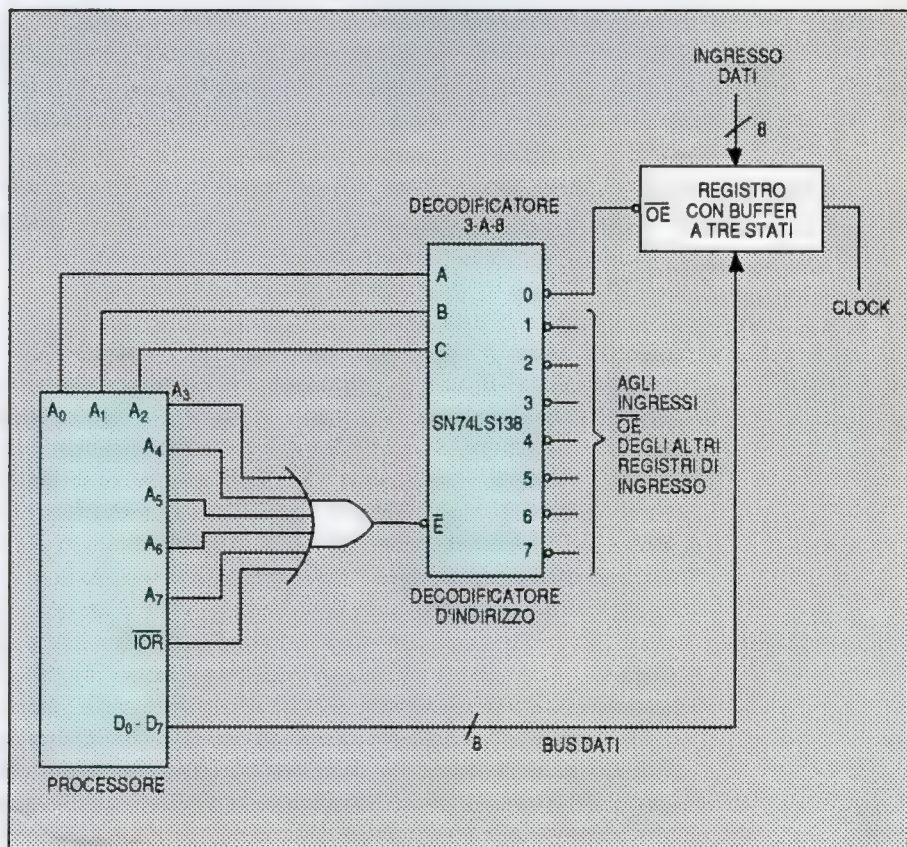 INGRESSO
DATI
8
REGISTRO
CON BUFFER
A TRE STATI
OE
CLOCK
DECODIFICATORE
3-A-8
A
B
C
0
1
2
3
4
5
6
7
SN74LS138
E
AGLI
INGRESSI
OE
DEGLI ALTRI
REGISTRI DI
INGRESSO
DECODIFICATORE
D'INDIRIZZO
A₀ A₁ A₂ A₃
A₄
A₅
A₆
A₇
IOR
D₀ - D₇
8 BUS DATI
PROCESSORE